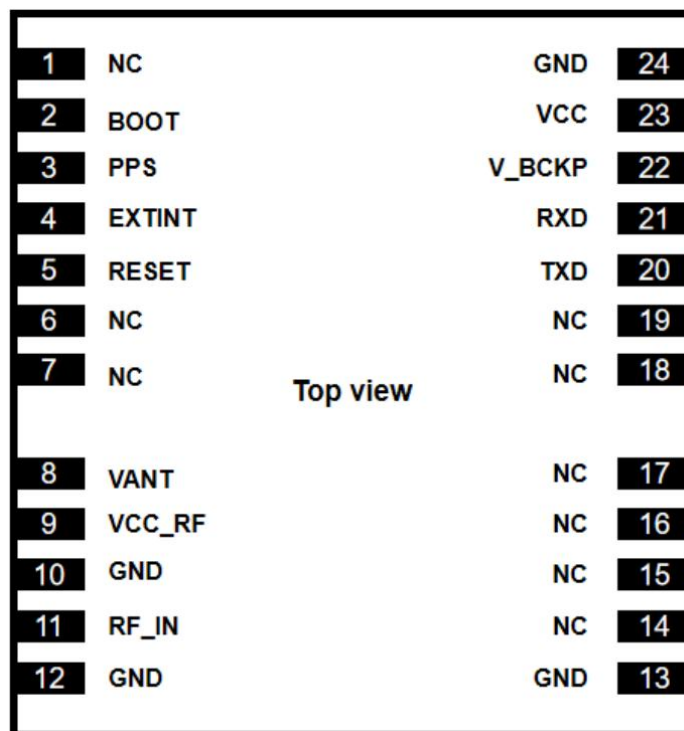 1 NC GND 24
2 BOOT VCC 23
3 PPS V_BCKP 22
4 EXTINT RXD 21
5 RESET TXD 20
6 NC NC 19
7 NC NC 18
Top view
8 VANT NC 17
9 VCC_RF NC 16
10 GND NC 15
11 RF_IN NC 14
12 GND GND 13